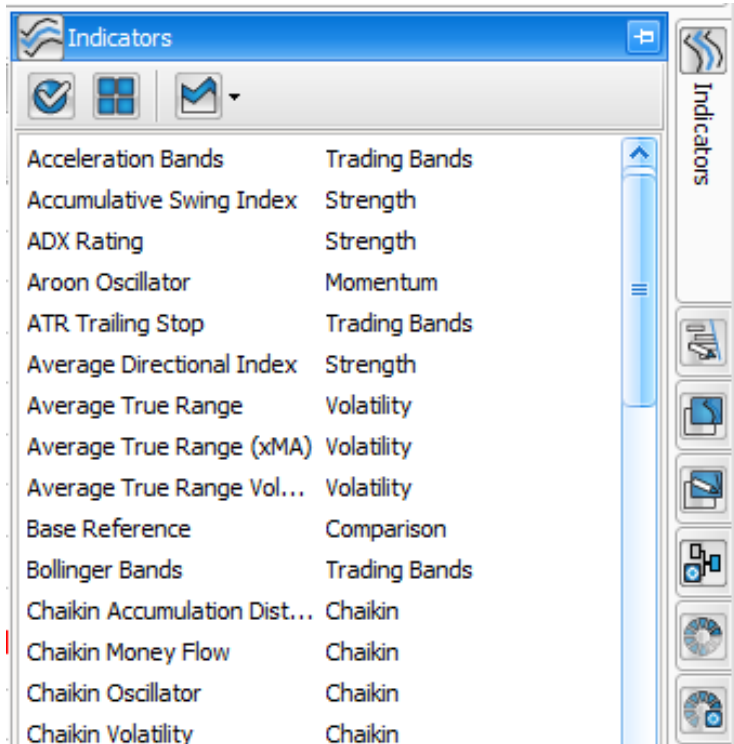 Indicators
Indicators
Acceleration Bands Trading Bands
Accumulative Swing Index Strength
ADX Rating Strength
Aroon Oscillator Momentum
ATR Trailing Stop Trading Bands
Average Directional Index Strength
Average True Range Volatility
Average True Range (xMA) Volatility
Average True Range Vol... Volatility
Base Reference Comparison
Bollinger Bands Trading Bands
Chaikin Accumulation Dist... Chaikin
Chaikin Money Flow Chaikin
Chaikin Oscillator Chaikin
Chaikin Volatility Chaikin